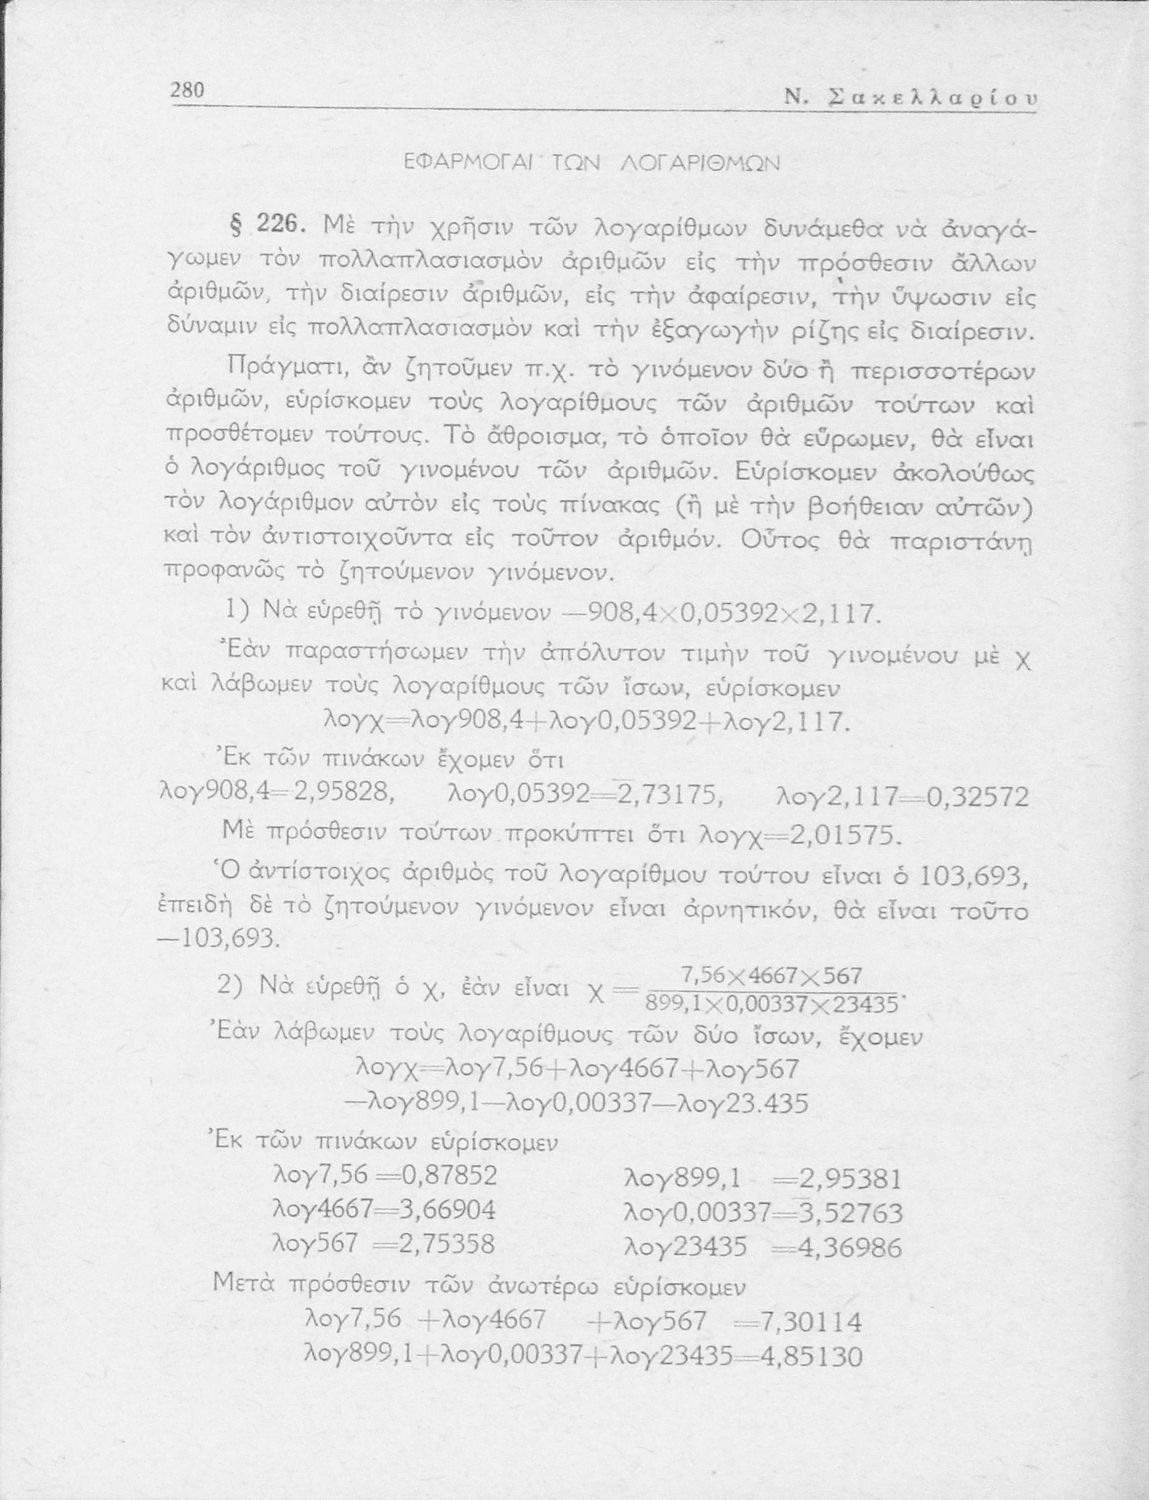 280
Ν. Σακελλαρίου
ΕΦΑΡΜΟΓΑΙ ΤΩΝ ΛΟΓΑΡΙΘΜΩΝ
§ 226. Μὲ τὴν χρῆσιν τῶν λογαρίθμων δυνάμεθα νὰ ἀναγά-
γωμεν τὸν πολλαπλασιασμὸν ἀριθμῶν εἰς τὴν πρόσθεσιν ἄλλων
ἀριθμῶν, τὴν διαίρεσιν ἀριθμῶν, εἰς τὴν ἀφαίρεσιν, τὴν ὕψωσιν εἰς
δύναμιν εἰς πολλαπλασιασμὸν καὶ τὴν ἐξαγωγὴν ρίζης εἰς διαίρεσιν.
Πράγματι, ἂν ζητοῦμεν π.χ. τὸ γινόμενον δύο ἢ περισσοτέρων
ἀριθμῶν, εὑρίσκομεν τοὺς λογαρίθμους τῶν ἀριθμῶν τούτων καὶ
προσθέτομεν τούτους. Τὸ ἄθροισμα, τὸ ὁποῖον θὰ εὕρωμεν, θὰ εἶναι
ὁ λογάριθμος τοῦ γινομένου τῶν ἀριθμῶν. Εὑρίσκομεν ἀκολούθως
τὸν λογάριθμον αὐτὸν εἰς τοὺς πίνακας (ἢ μὲ τὴν βοήθειαν αὐτῶν)
καὶ τὸν ἀντιστοιχοῦντα εἰς τοῦτον ἀριθμόν. Οὗτος θὰ παριστάνῃ
προφανῶς τὸ ζητούμενον γινόμενον.
1) Νὰ εὑρεθῇ τὸ γινόμενον —908,4×0,05392×2,117.
Ἐὰν παραστήσωμεν τὴν ἀπόλυτον τιμὴν τοῦ γινομένου μὲ χ
καὶ λάβωμεν τοὺς λογαρίθμους τῶν ἴσων, εὑρίσκομεν
λογχ=λογ908,4+λογ0,05392+λογ2,117.
Ἐκ τῶν πινάκων ἔχομεν ὅτι
λογ908,4=2,95828, λογ0,05392=2̅,73175, λογ2,117=0,32572
Μὲ πρόσθεσιν τούτων προκύπτει ὅτι λογχ=2,01575.
Ὁ ἀντίστοιχος ἀριθμὸς τοῦ λογαρίθμου τούτου εἶναι ὁ 103,693,
ἐπειδὴ δὲ τὸ ζητούμενον γινόμενον εἶναι ἀρνητικόν, θὰ εἶναι τοῦτο
—103,693.
2) Νὰ εὑρεθῇ ὁ χ, ἐὰν εἶναι χ = 7,56×4667×567
899,1×0,00337×23435.
Ἐὰν λάβωμεν τοὺς λογαρίθμους τῶν δύο ἴσων, ἔχομεν
λογχ=λογ7,56+λογ4667+λογ567
—λογ899,1—λογ0,00337—λογ23.435
Ἐκ τῶν πινάκων εὑρίσκομεν
λογ7,56 =0,87852 λογ899,1 =2,95381
λογ4667=3,66904 λογ0,00337=3̅,52763
λογ567 =2,75358 λογ23435 =4,36986
Μετὰ πρόσθεσιν τῶν ἀνωτέρω εὑρίσκομεν
λογ7,56 +λογ4667 +λογ567 =7,30114
λογ899,1+λογ0,00337+λογ23435=4,85130